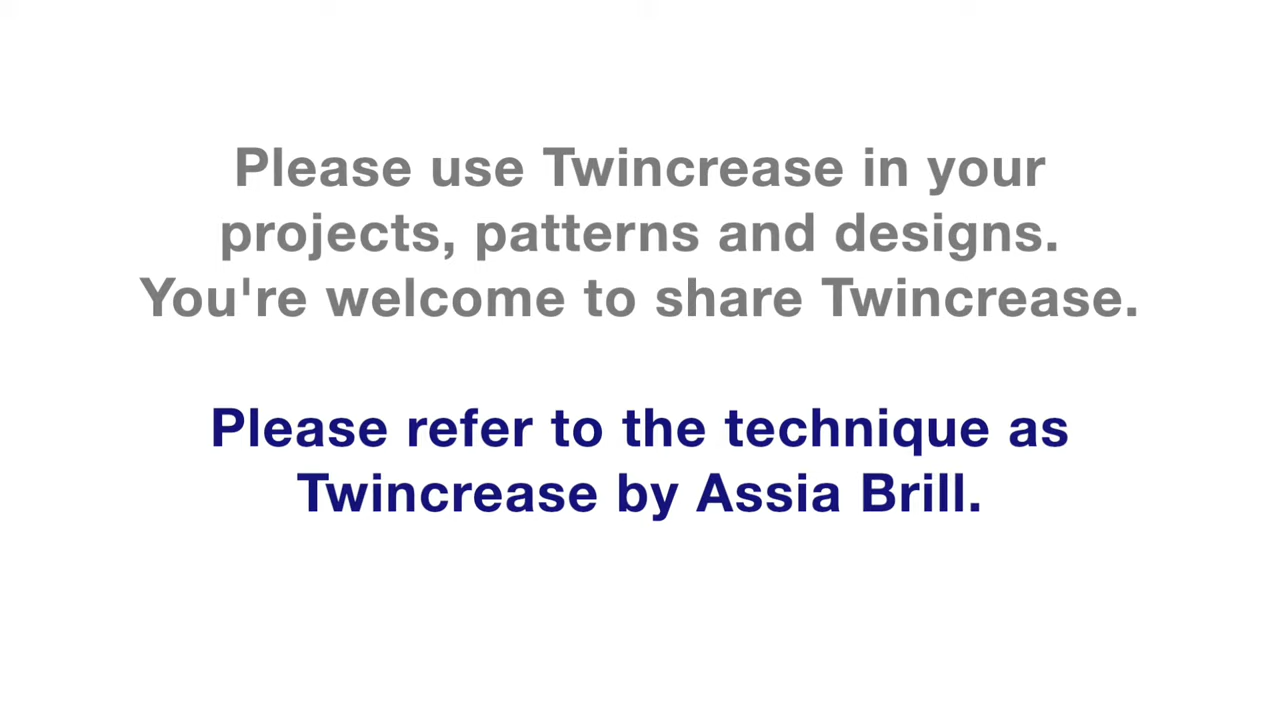 Please use Twincrease in your
projects, patterns and designs.
You're welcome to share Twincrease.
Please refer to the technique as
Twincrease by Assia Brill.